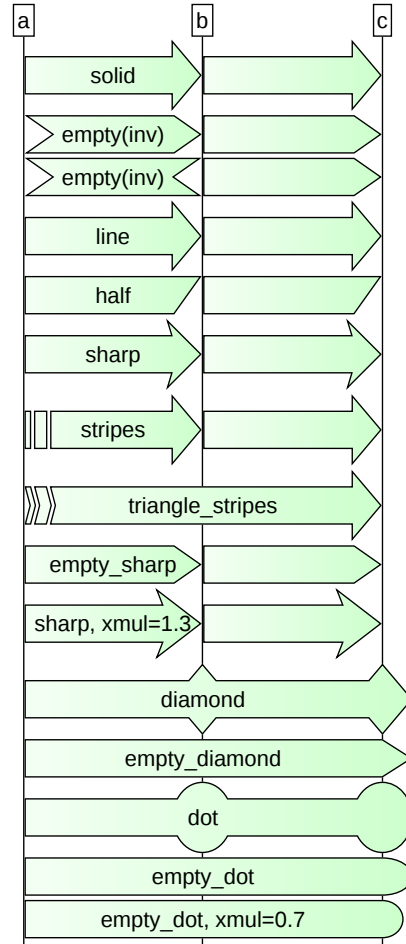 a b c
solid
empty(inv)
empty(inv)
line
half
sharp
stripes
triangle_stripes
empty_sharp
sharp, xmul=1.3
diamond
empty_diamond
dot
empty_dot
empty_dot, xmul=0.7